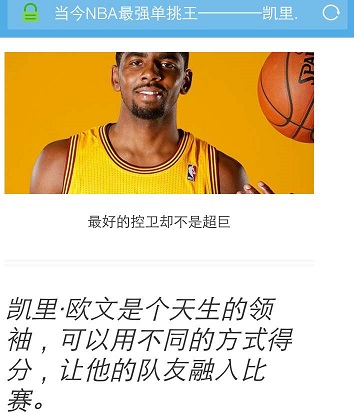 当今NBA最强单挑王————凯里.
SPALDING
NBA
最好的控卫却不是超巨
凯里·欧文是个天生的领
袖，可以用不同的方式得
分，让他的队友融入比
赛。